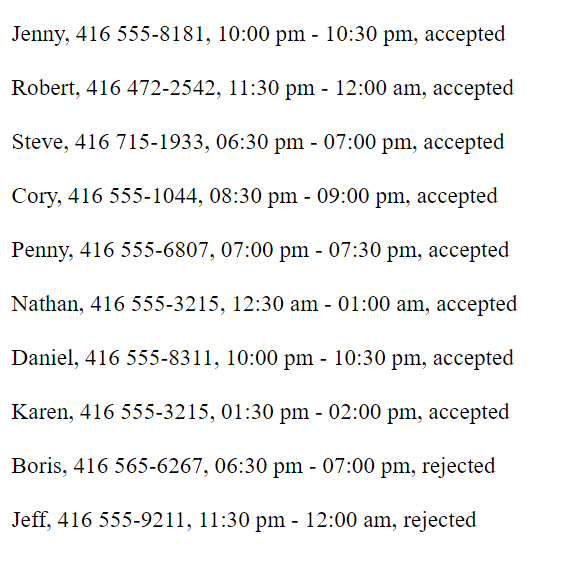 Jenny, 416 555-8181, 10:00 pm - 10:30 pm, accepted
Robert, 416 472-2542, 11:30 pm - 12:00 am, accepted
Steve, 416 715-1933, 06:30 pm - 07:00 pm, accepted
Cory, 416 555-1044, 08:30 pm - 09:00 pm, accepted
Penny, 416 555-6807, 07:00 pm - 07:30 pm, accepted
Nathan, 416 555-3215, 12:30 am - 01:00 am, accepted
Daniel, 416 555-8311, 10:00 pm - 10:30 pm, accepted
Karen, 416 555-3215, 01:30 pm - 02:00 pm, accepted
Boris, 416 565-6267, 06:30 pm - 07:00 pm, rejected
Jeff, 416 555-9211, 11:30 pm - 12:00 am, rejected